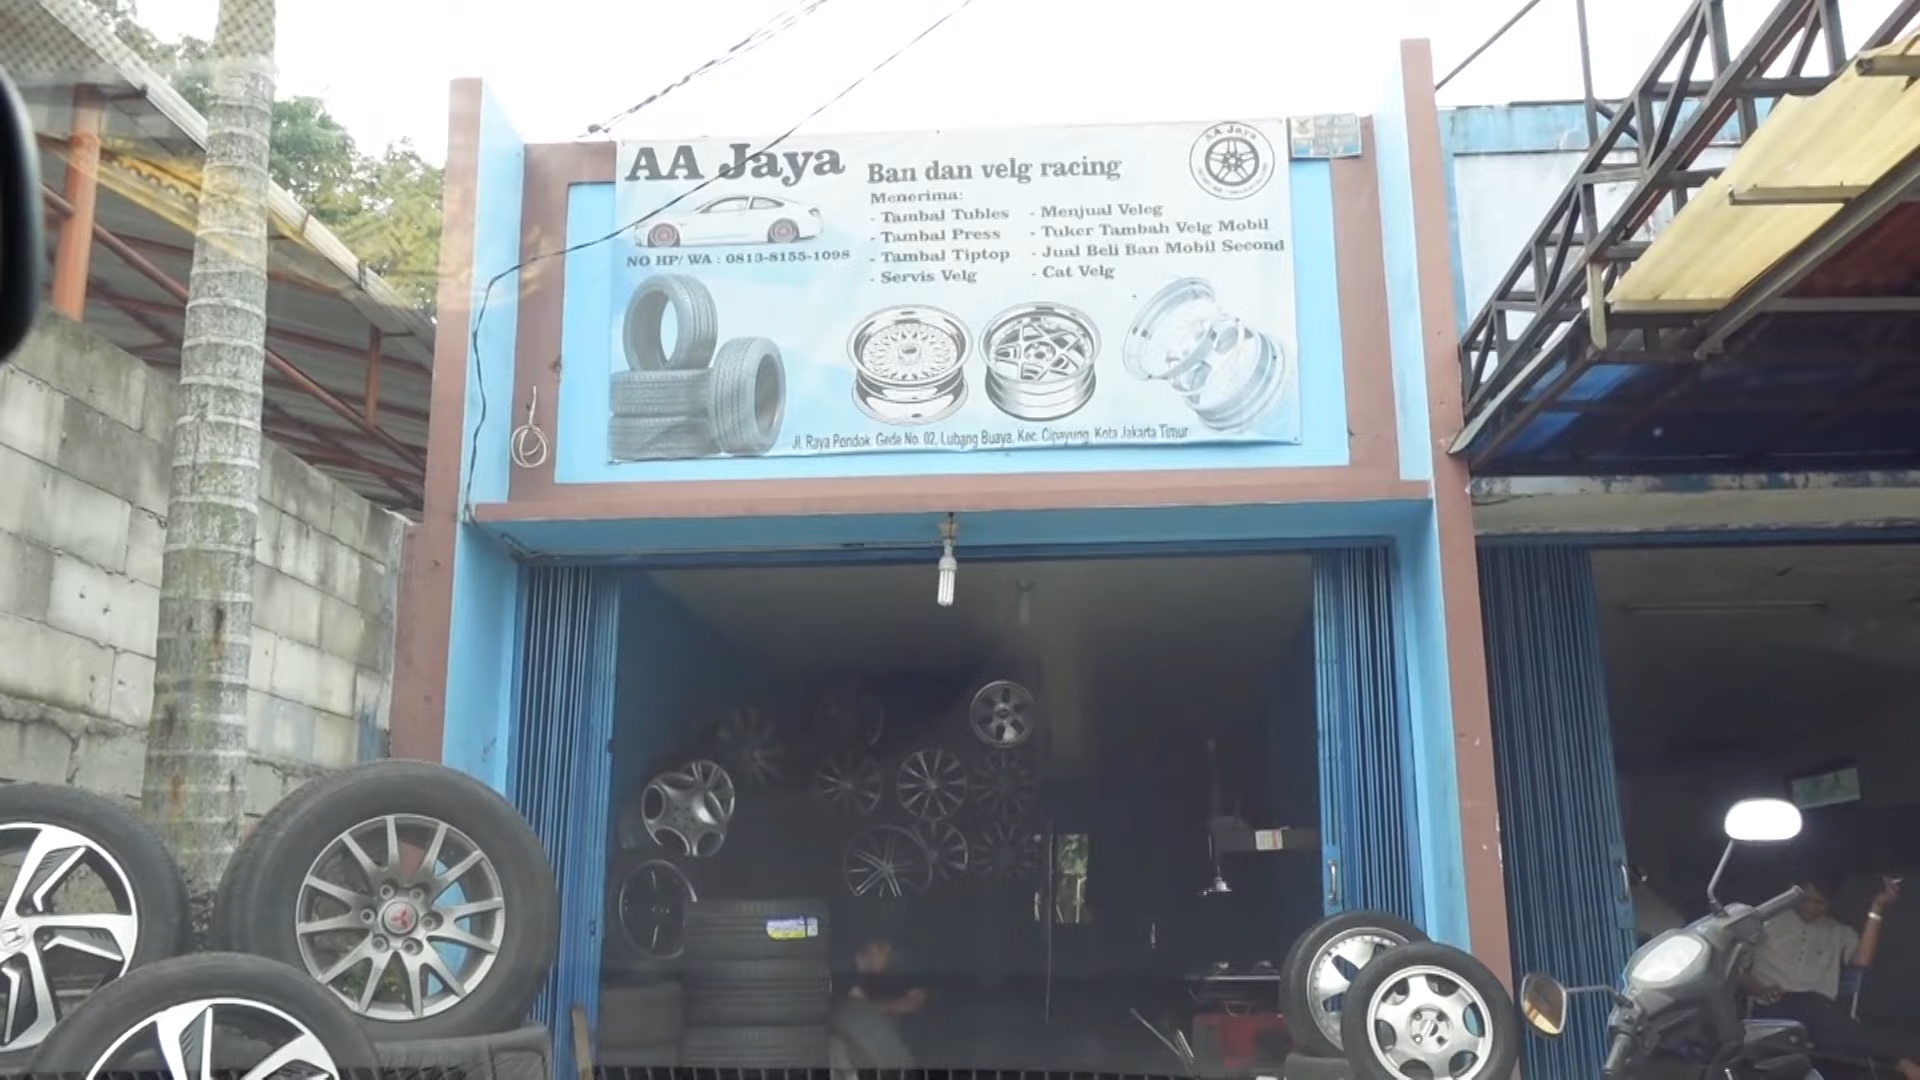 AA Jaya
NO HP/ WA : 0813-8155-1098
Ban dan velg racing
Menerima:
- Tambal Tubles
- Tambal Press
- Tambal Tiptop
- Servis Velg
- Menjual Veleg
- Tuker Tambah Velg Mobil
- Jual Beli Ban Mobil Second
- Cat Velg
AA Jaya
Jl. Raya Pondok Gede No. 02, Lubang Buaya, Kec. Cipayung, Kota Jakarta Timur